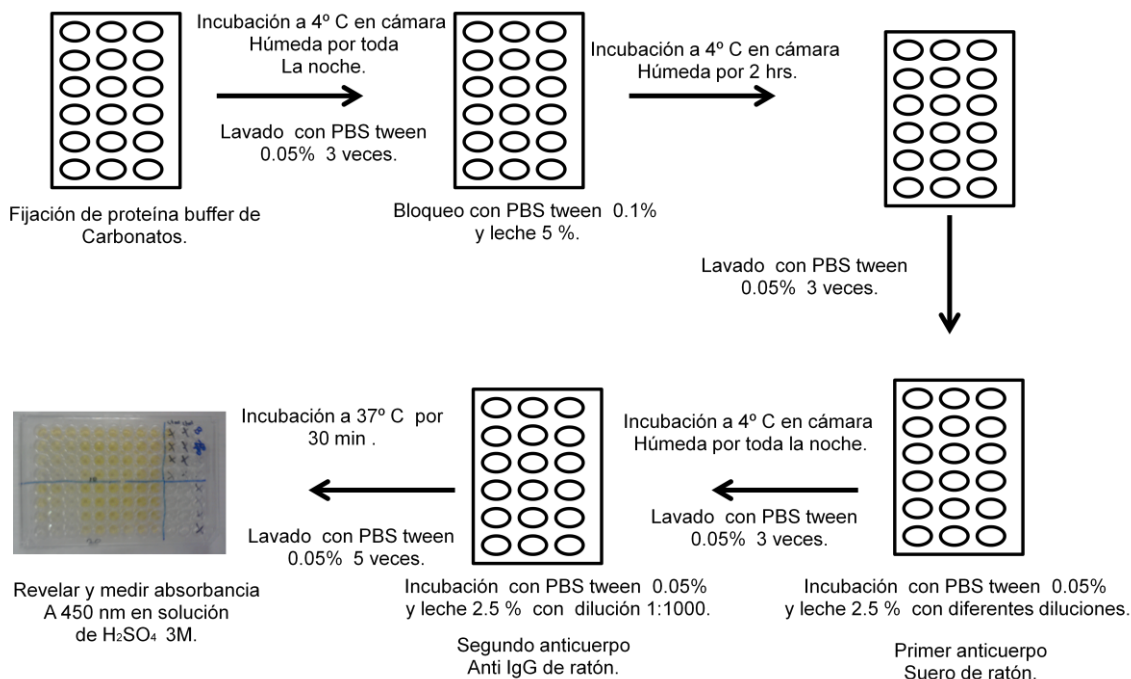 Incubación a 4º C en cámara
Húmeda por toda
La noche.
Lavado con PBS tween
0.05% 3 veces.
Fijación de proteína buffer de
Carbonatos.
Bloqueo con PBS tween 0.1%
y leche 5 %.
Incubación a 4º C en cámara
Húmeda por 2 hrs.
Lavado con PBS tween
0.05% 3 veces.
Incubación con PBS tween 0.05%
y leche 2.5 % con diferentes diluciones.
Primer anticuerpo
Suero de ratón.
Incubación a 4º C en cámara
Húmeda por toda la noche.
Lavado con PBS tween
0.05% 3 veces.
Incubación con PBS tween 0.05%
y leche 2.5 % con dilución 1:1000.
Segundo anticuerpo
Anti IgG de ratón.
Incubación a 37º C por
30 min .
Lavado con PBS tween
0.05% 5 veces.
Revelar y medir absorbancia
A 450 nm en solución
de H₂SO₄ 3M.